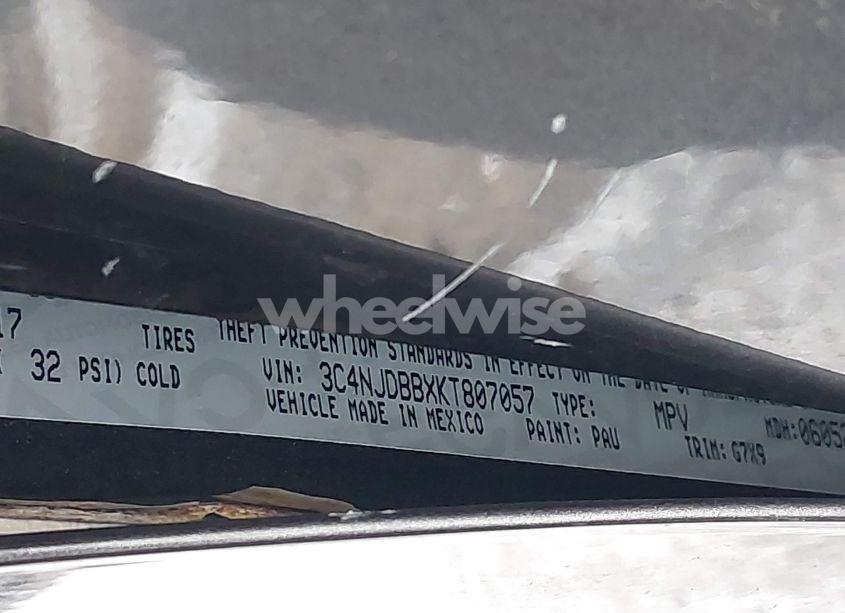 17
TIRES
THEFT PREVENTION STANDARDS IN EFFECT ON THE DATE OF
32 PSI) COLD
VIN: 3C4NJDBBXKT807057 TYPE: MPV
MDH:06052
VEHICLE MADE IN MEXICO
PAINT: PAU
TRIM: G7X9
wheelwise